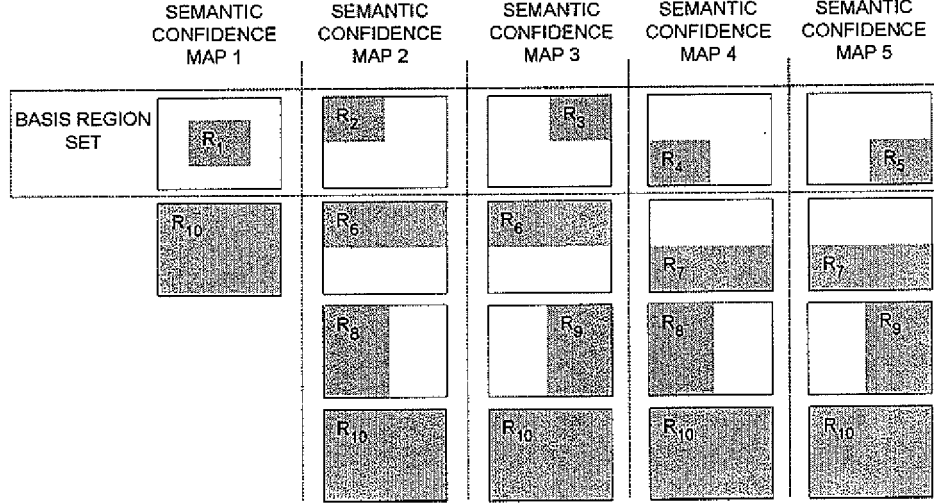 SEMANTIC CONFIDENCE MAP 1
SEMANTIC CONFIDENCE MAP 2
SEMANTIC CONFIDENCE MAP 3
SEMANTIC CONFIDENCE MAP 4
SEMANTIC CONFIDENCE MAP 5
BASIS REGION SET
R1 R2 R3 R4 R5
R10 R6 R6 R7 R7
R8 R9 R8 R9
R10 R10 R10 R10